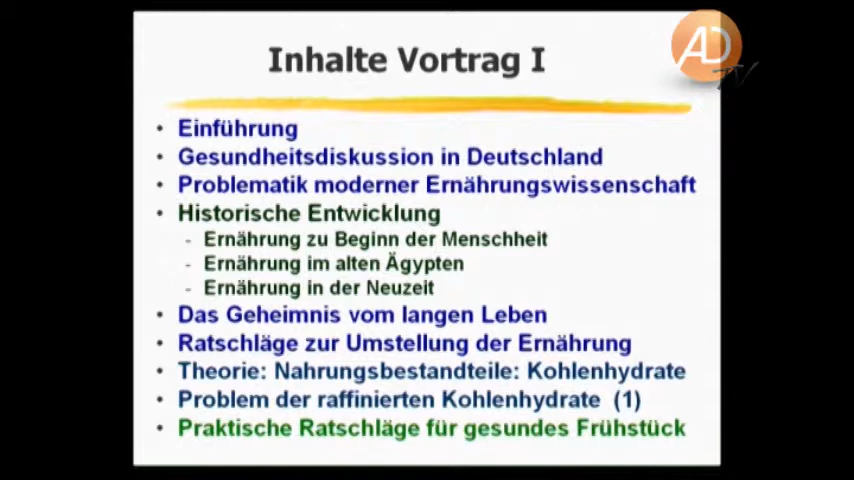 Inhalte Vortrag I
AD
TV
• Einführung
• Gesundheitsdiskussion in Deutschland
• Problematik moderner Ernährungswissenschaft
• Historische Entwicklung
- Ernährung zu Beginn der Menschheit
- Ernährung im alten Ägypten
- Ernährung in der Neuzeit
• Das Geheimnis vom langen Leben
• Ratschläge zur Umstellung der Ernährung
• Theorie: Nahrungsbestandteile: Kohlenhydrate
• Problem der raffinierten Kohlenhydrate (1)
• Praktische Ratschläge für gesundes Frühstück